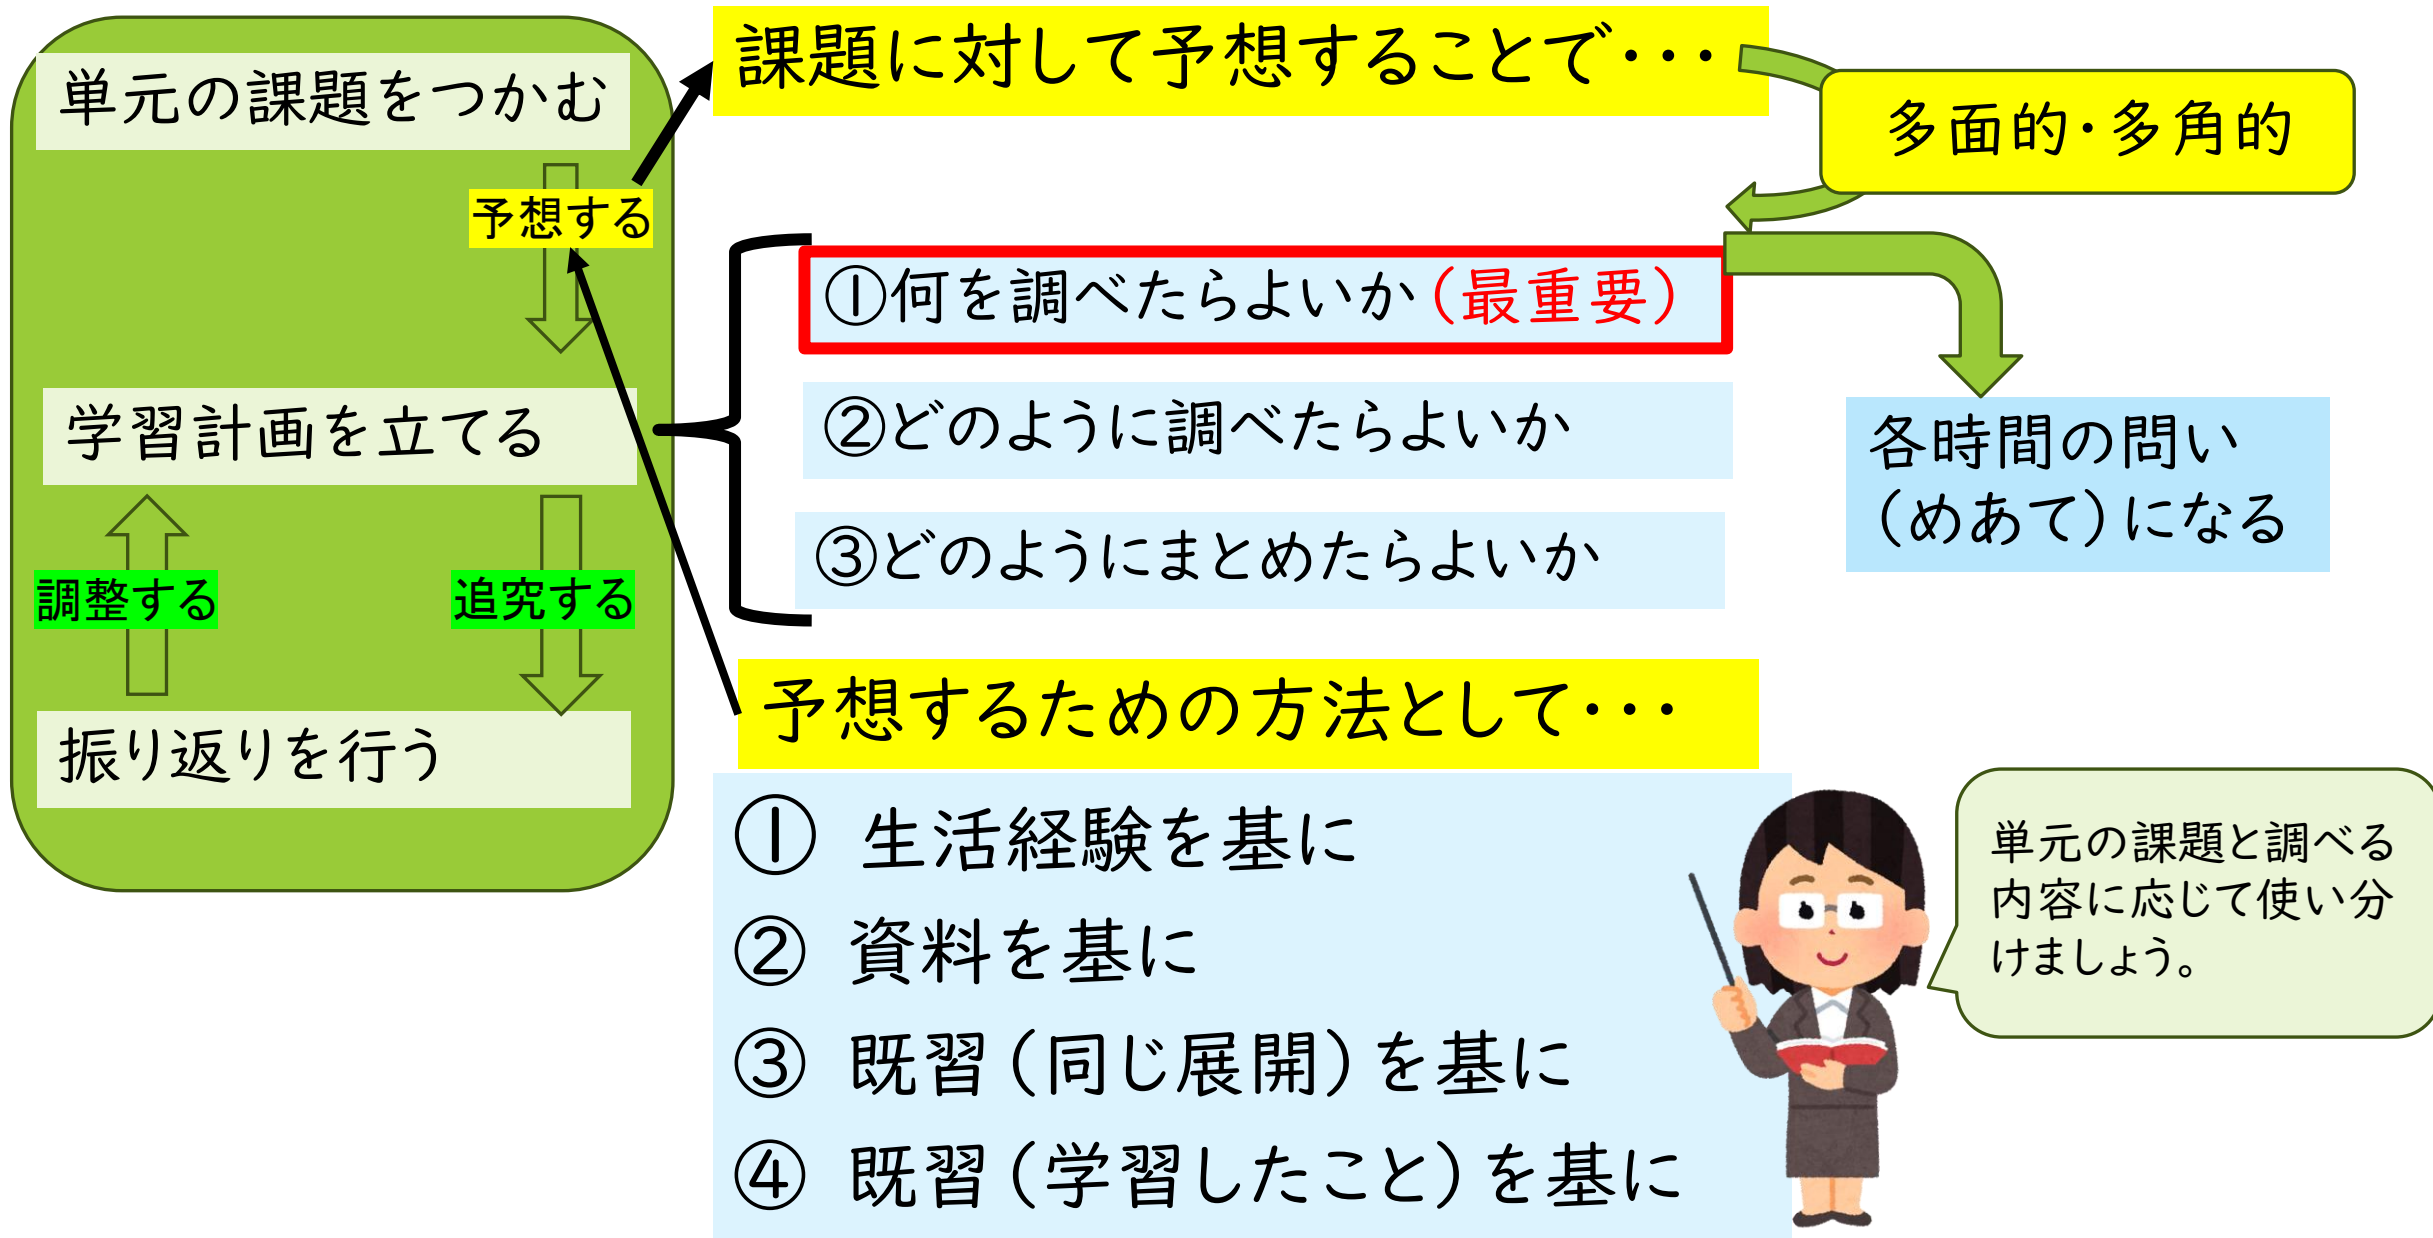 単元の課題をつかむ
予想する
学習計画を立てる
調整する
追究する
振り返りを行う
課題に対して予想することで・・・
多面的・多角的
①何を調べたらよいか(最重要)
②どのように調べたらよいか
③どのようにまとめたらよいか
各時間の問い
(めあて)になる
予想するための方法として・・・
① 生活経験を基に
② 資料を基に
③ 既習(同じ展開)を基に
④ 既習(学習したこと)を基に
単元の課題と調べる
内容に応じて使い分
けましょう。